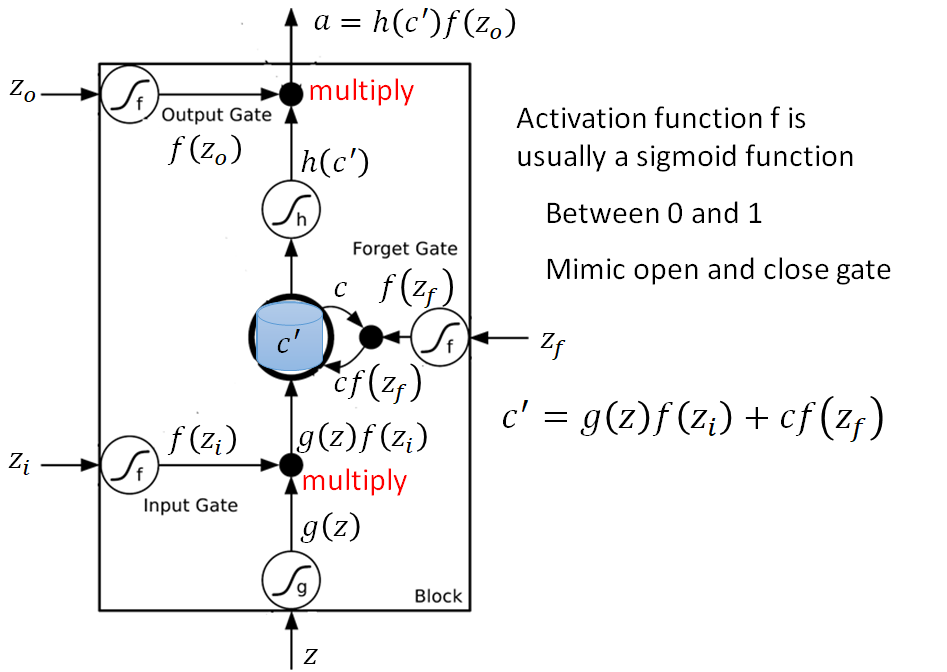 a = h(c′)f(z_o)
z_o
f
multiply
Output Gate
f(z_o)
h(c′)
h
Forget Gate
c
f(z_f)
c′
f
z_f
cf(z_f)
z_i
f
f(z_i)
g(z)f(z_i)
multiply
Input Gate
g(z)
g
Block
z
Activation function f is
usually a sigmoid function
Between 0 and 1
Mimic open and close gate
c′ = g(z)f(z_i) + cf(z_f)